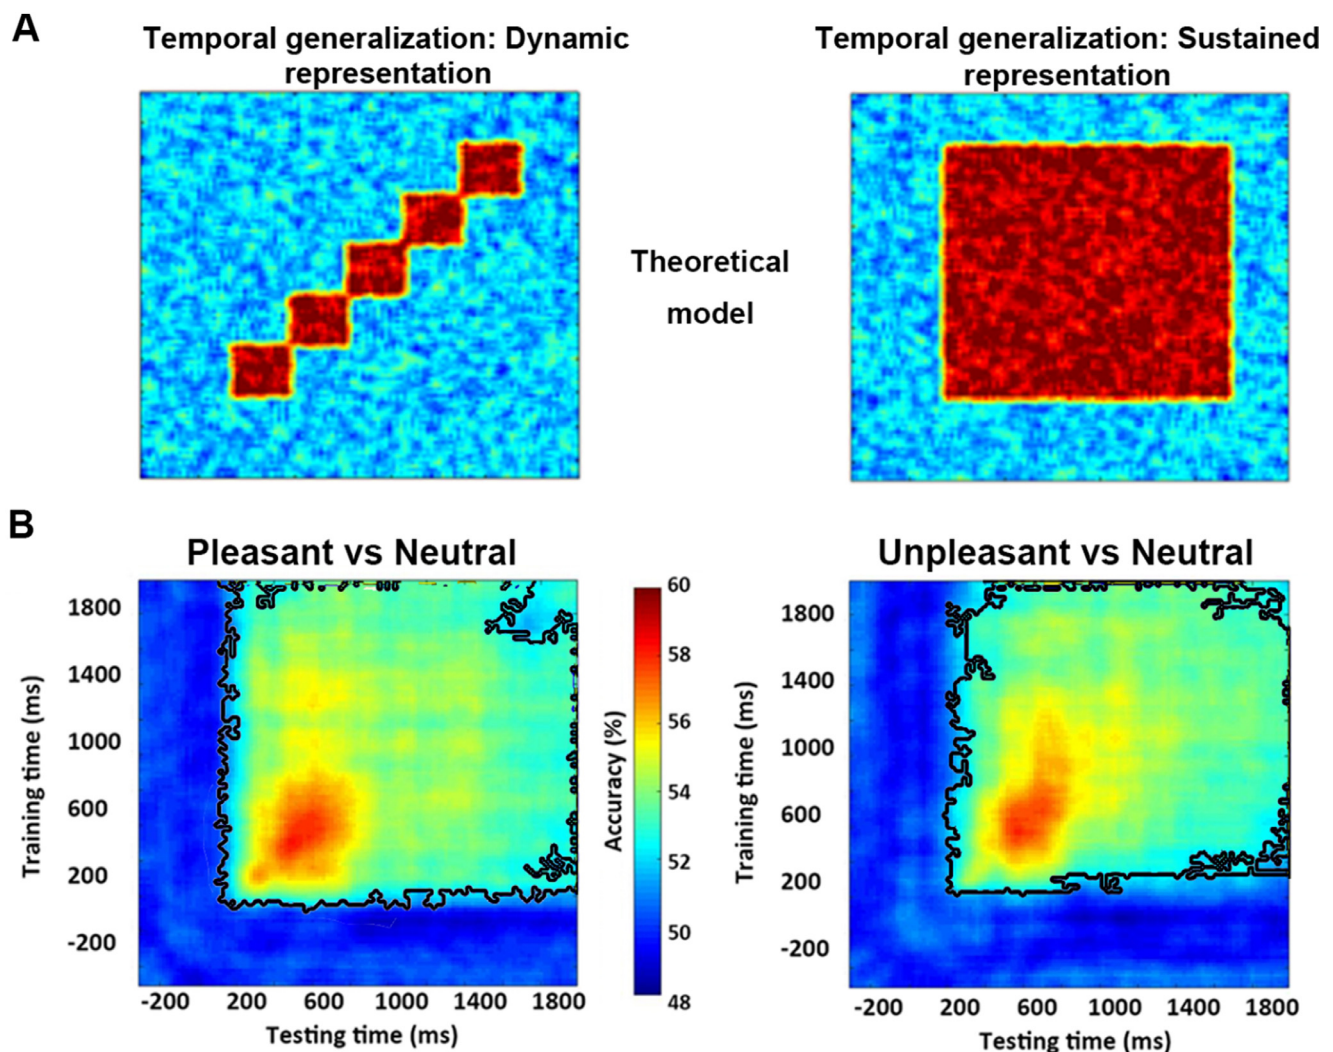 A
Temporal generalization: Dynamic
representation
Temporal generalization: Sustained
representation
Theoretical
model
B
Pleasant vs Neutral
Training time (ms)
1800
1400
1000
600
200
-200
-200 200 600 1000 1400 1800
Testing time (ms)
Accuracy (%)
60
58
56
54
52
50
48
Unpleasant vs Neutral
Training time (ms)
1800
1400
1000
600
200
-200
-200 200 600 1000 1400 1800
Testing time (ms)